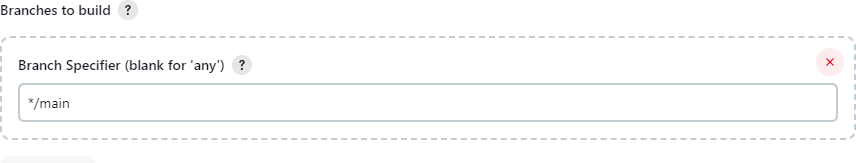 Branches to build ?
Branch Specifier (blank for 'any') ?
*/main